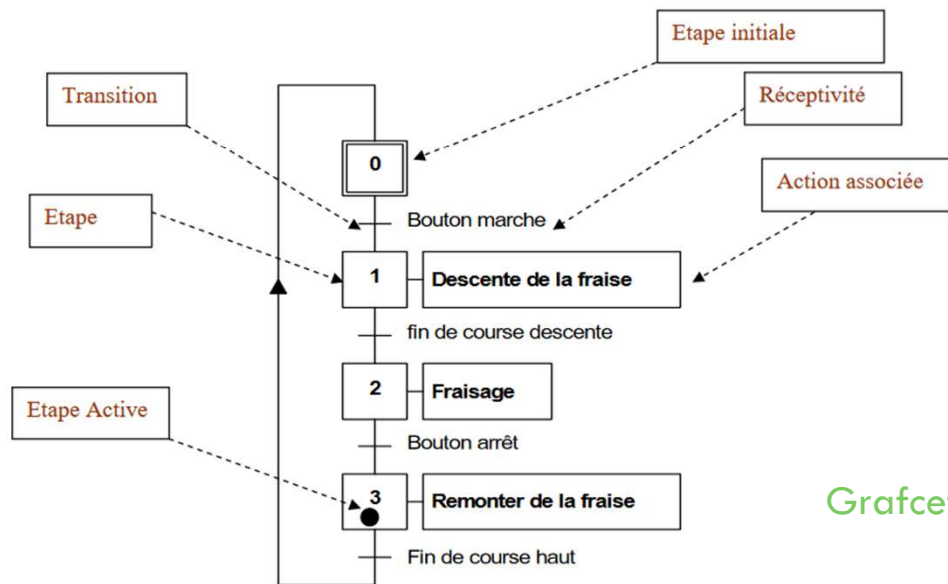 Etape initiale
Transition
Réceptivité
0
Action associée
Etape
Bouton marche
1
Descente de la fraise
fin de course descente
2
Fraisage
Etape Active
Bouton arrêt
3
Remonter de la fraise
Grafce
Fin de course haut